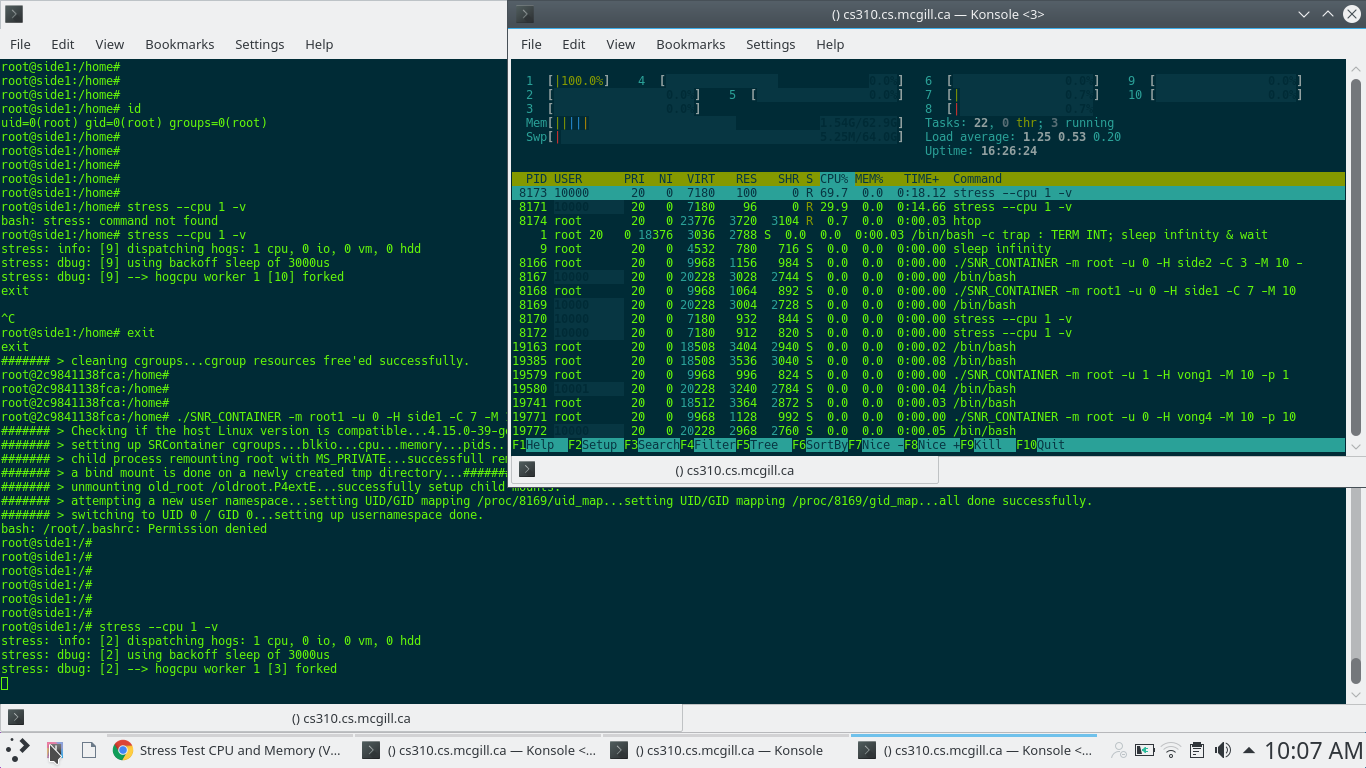 () cs310.cs.mcgill.ca — Konsole <3>
File Edit View Bookmarks Settings Help
File Edit View Bookmarks Settings Help
root@side1:/home#
root@side1:/home#
root@side1:/home#
root@side1:/home# id
uid=0(root) gid=0(root) groups=0(root)
root@side1:/home#
root@side1:/home#
root@side1:/home#
root@side1:/home#
root@side1:/home#
root@side1:/home# stress --cpu 1 -v
bash: stress: command not found
root@side1:/home# stress --cpu 1 -v
stress: info: [9] dispatching hogs: 1 cpu, 0 io, 0 vm, 0 hdd
stress: dbug: [9] using backoff sleep of 3000us
stress: dbug: [9] --> hogcpu worker 1 [10] forked
exit
^C
root@side1:/home# exit
exit
####### > cleaning cgroups...cgroup resources free'ed successfully.
root@2c9841138fca:/home#
root@2c9841138fca:/home#
root@2c9841138fca:/home#
root@2c9841138fca:/home# ./SNR_CONTAINER -m root1 -u 0 -H side1 -C 7 -M
####### > Checking if the host Linux version is compatible...4.15.0-39-g
####### > setting up SRContainer cgroups...blkio...cpu...memory...pids..
####### > child process remounting root with MS_PRIVATE...successfull re
####### > a bind mount is done on a newly created tmp directory...######
####### > unmounting old_root /oldroot.P4extE...successfully setup child mounts.
####### > attempting a new user namespace...setting UID/GID mapping /proc/8169/uid_map...setting UID/GID mapping /proc/8169/gid_map...all done successfully.
####### > switching to UID 0 / GID 0...setting up usernamespace done.
bash: /root/.bashrc: Permission denied
root@side1:/#
root@side1:/#
root@side1:/#
root@side1:/#
root@side1:/#
root@side1:/#
root@side1:/# stress --cpu 1 -v
stress: info: [2] dispatching hogs: 1 cpu, 0 io, 0 vm, 0 hdd
stress: dbug: [2] using backoff sleep of 3000us
stress: dbug: [2] --> hogcpu worker 1 [3] forked
1 [|100.0%] 4 [ 0.0%] 6 [ 0.0%] 9 [ 0.0%]
2 [ 0.0%] 5 [ 0.0%] 7 [| 0.7%] 10 [ 0.0%]
3 [ 0.0%] 8 [| 0.7%]
Mem[||||| ] Tasks: 22, 0 thr; 3 running
Swp[| ] Load average: 1.25 0.53 0.20
Uptime: 16:26:24
PID USER PRI NI VIRT RES SHR S CPU% MEM% TIME+ Command
8173 10000 20 0 7180 100 0 R 69.7 0.0 0:18.12 stress --cpu 1 -v
8171 10000 20 0 7180 96 0 R 29.9 0.0 0:14.66 stress --cpu 1 -v
8174 root 20 0 23776 3720 3104 R 0.7 0.0 0:00.03 htop
1 root 20 0 18376 3036 2788 S 0.0 0.0 0:00.03 /bin/bash -c trap : TERM INT; sleep infinity & wait
9 root 20 0 4532 780 716 S 0.0 0.0 0:00.00 sleep infinity
8166 root 20 0 9968 1156 984 S 0.0 0.0 0:00.00 ./SNR_CONTAINER -m root -u 0 -H side2 -C 3 -M 10 -
8167 10000 20 0 20228 3028 2744 S 0.0 0.0 0:00.00 /bin/bash
8168 root 20 0 9968 1064 892 S 0.0 0.0 0:00.00 ./SNR_CONTAINER -m root1 -u 0 -H side1 -C 7 -M 10
8169 10000 20 0 20228 3004 2728 S 0.0 0.0 0:00.00 /bin/bash
8170 10000 20 0 7180 932 844 S 0.0 0.0 0:00.00 stress --cpu 1 -v
8172 10000 20 0 7180 912 820 S 0.0 0.0 0:00.00 stress --cpu 1 -v
19163 root 20 0 18508 3404 2940 S 0.0 0.0 0:00.02 /bin/bash
19385 root 20 0 18508 3536 3040 S 0.0 0.0 0:00.08 /bin/bash
19579 root 20 0 9968 996 824 S 0.0 0.0 0:00.00 ./SNR_CONTAINER -m root -u 1 -H vong1 -M 10 -p 1
19580 10001 20 0 20228 3240 2784 S 0.0 0.0 0:00.04 /bin/bash
19741 root 20 0 18512 3364 2872 S 0.0 0.0 0:00.03 /bin/bash
19771 root 20 0 9968 1128 992 S 0.0 0.0 0:00.00 ./SNR_CONTAINER -m root -u 0 -H vong4 -M 10 -p 10
19772 10000 20 0 20228 2968 2760 S 0.0 0.0 0:00.05 /bin/bash
F1Help F2Setup F3SearchF4FilterF5Tree F6SortByF7Nice -F8Nice +F9Kill F10Quit
() cs310.cs.mcgill.ca
() cs310.cs.mcgill.ca
Stress Test CPU and Memory (V... () cs310.cs.mcgill.ca — Konsole <... () cs310.cs.mcgill.ca — Konsole () cs310.cs.mcgill.ca — Konsole <... 10:07 AM